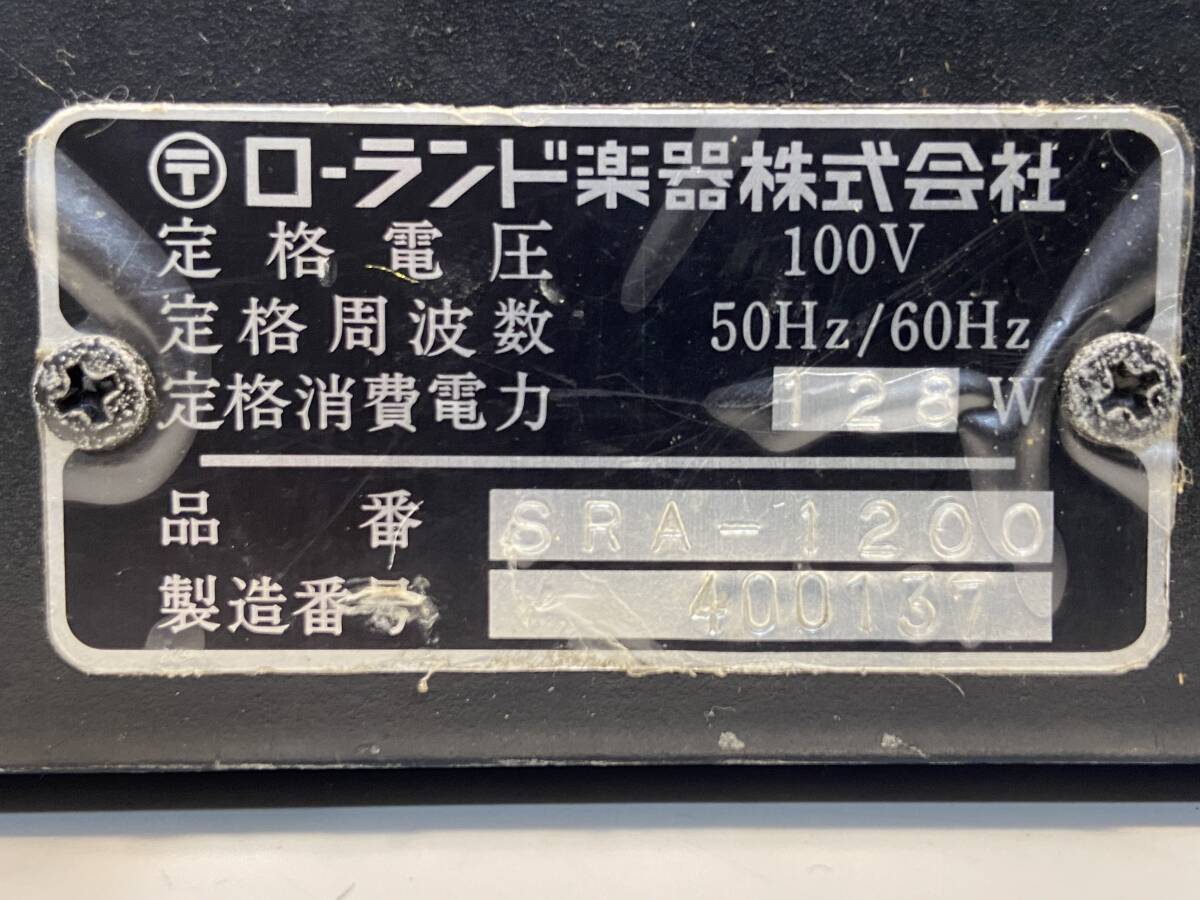 〒ローランド楽器株式会社
定格電圧 100V
定格周波数 50Hz/60Hz
定格消費電力 128W
品番 SRA-1200
製造番号 400137